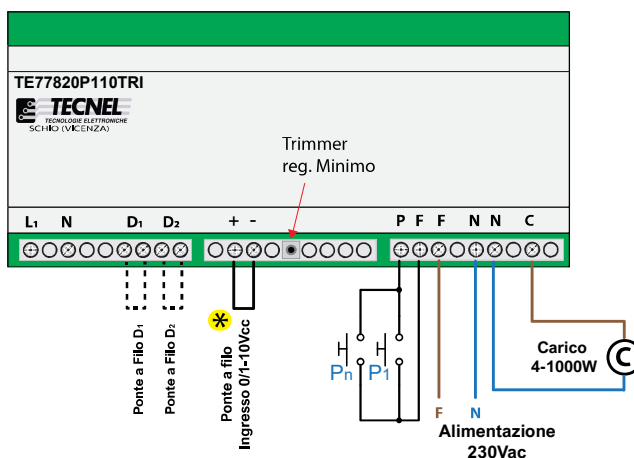 TE77820P110TRI
TECNEL
TECNOLOGIE ELETTRONICHE
SCHIO (VICENZA)
Trimmer
reg. Minimo
L1 N D1 D2 + - P F F N N C
Ponte a Filo D1
Ponte a Filo D2
*
Ponte a filo
Ingresso 0/1-10Vcc
Pn P1
Carico
4-1000W
C
F N
Alimentazione
230Vac